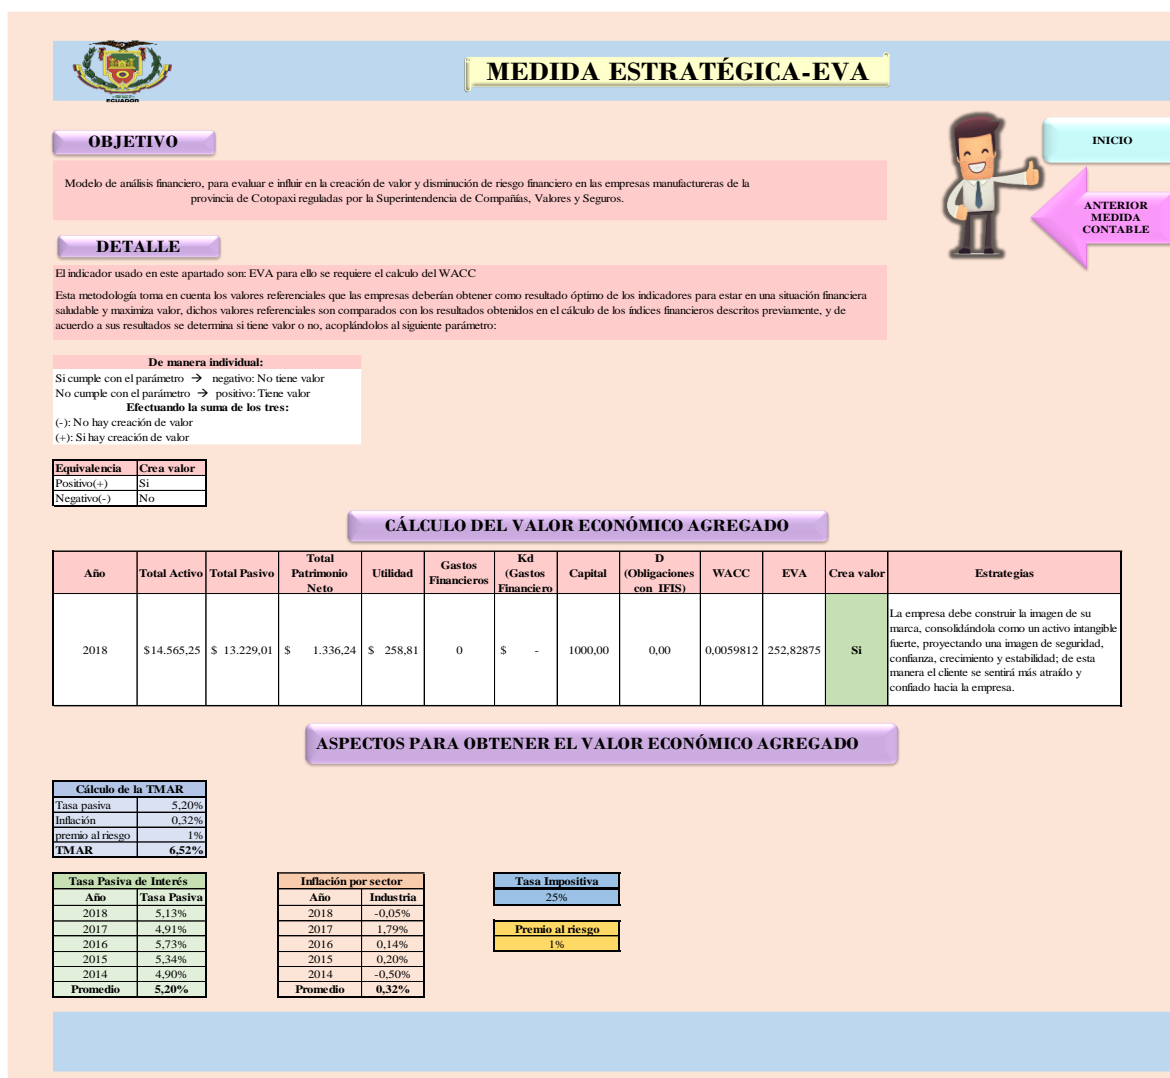 MEDIDA ESTRATÉGICA-EVA
ECUADOR
OBJETIVO
INICIO
Modelo de análisis financiero, para evaluar e influir en la creación de valor y disminución de riesgo financiero en las empresas manufactureras de la
provincia de Cotopaxi reguladas por la Superintendencia de Compañías, Valores y Seguros.
ANTERIOR
MEDIDA
CONTABLE
DETALLE
El indicador usado en este apartado son: EVA para ello se requiere el calculo del WACC
Esta metodología toma en cuenta los valores referenciales que las empresas deberían obtener como resultado óptimo de los indicadores para estar en una situación financiera
saludable y maximiza valor, dichos valores referenciales son comparados con los resultados obtenidos en el cálculo de los índices financieros descritos previamente, y de
acuerdo a sus resultados se determina si tiene valor o no, acoplándolos al siguiente parámetro:
De manera individual:
Si cumple con el parámetro → negativo: No tiene valor
No cumple con el parámetro → positivo: Tiene valor
Efectuando la suma de los tres:
(-): No hay creación de valor
(+): Si hay creación de valor
Equivalencia Crea valor
Positivo(+) Si
Negativo(-) No
CÁLCULO DEL VALOR ECONÓMICO AGREGADO
Año Total Activo Total Pasivo Total Patrimonio Neto Utilidad Gastos Financieros Kd (Gastos Financiero Capital D (Obligaciones con IFIS) WACC EVA Crea valor Estrategias
2018 $14.565,25 $ 13.229,01 $ 1.336,24 $ 258,81 0 $ - 1000,00 0,00 0,0059812 252,82875 Si
La empresa debe construir la imagen de su
marca, consolidándola como un activo intangible
fuerte, proyectando una imagen de seguridad,
confianza, crecimiento y estabilidad; de esta
manera el cliente se sentirá más atraído y
confiado hacia la empresa.
ASPECTOS PARA OBTENER EL VALOR ECONÓMICO AGREGADO
Cálculo de la TMAR
Tasa pasiva 5,20%
Inflación 0,32%
premio al riesgo 1%
TMAR 6,52%
Tasa Pasiva de Interés
Año Tasa Pasiva
2018 5,13%
2017 4,91%
2016 5,73%
2015 5,34%
2014 4,90%
Promedio 5,20%
Inflación por sector
Año Industria
2018 -0,05%
2017 1,79%
2016 0,14%
2015 0,20%
2014 -0,50%
Promedio 0,32%
Tasa Impositiva
25%
Premio al riesgo
1%